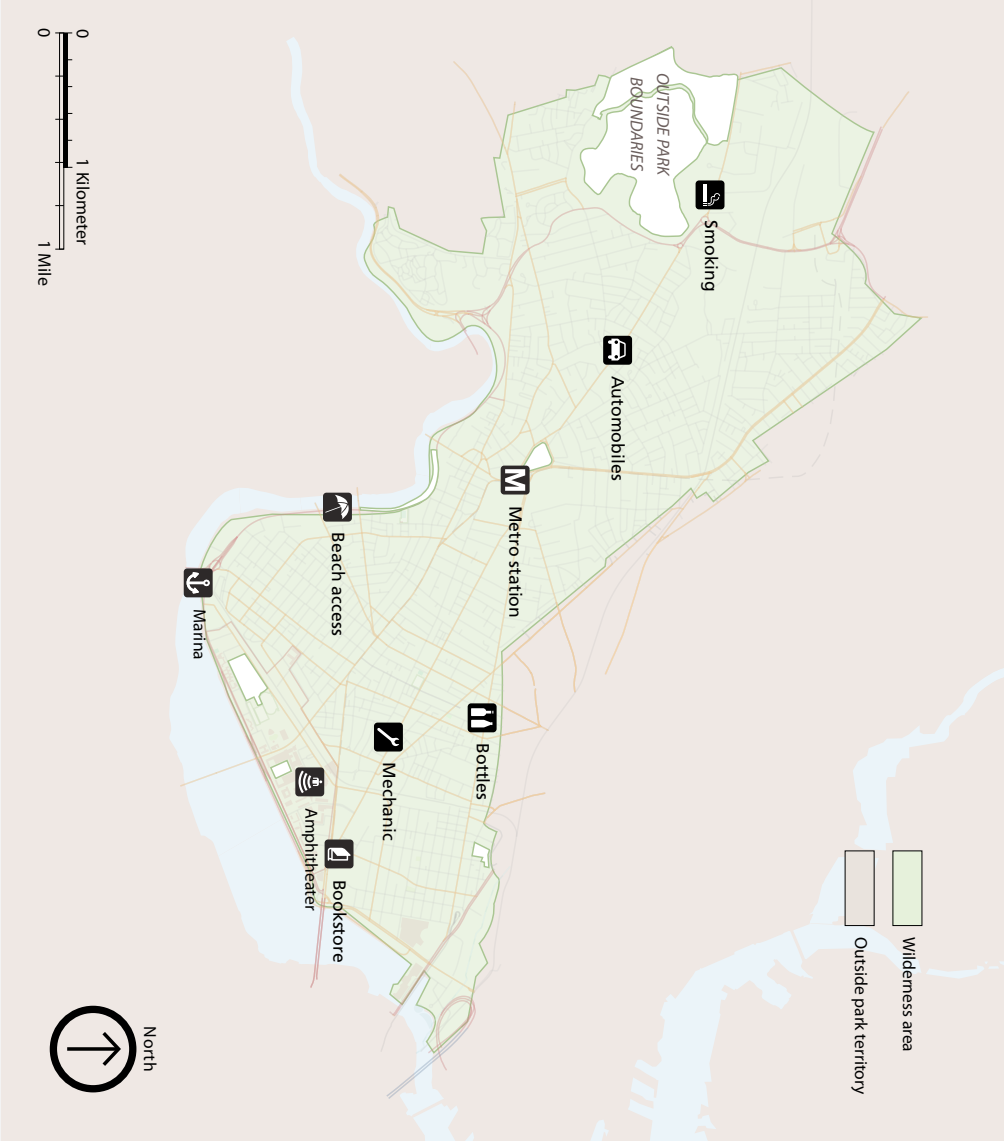 OUTSIDE PARK
BOUNDARIES
Smoking
Automobiles
Metro station
Beach access
Marina
Bottles
Mechanic
Amphitheater
Bookstore
Wilderness area
Outside park territory
0
1 Kilometer
0
1 Mile
North
M